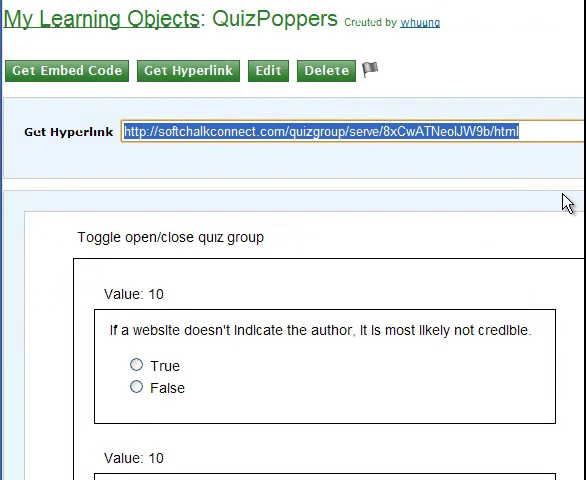 My Learning Objects: QuizPoppers Created by whuuno
Get Embed Code Get Hyperlink Edit Delete
Get Hyperlink http://softchalkconnect.com/quizgroup/serve/8xCwATNeolJW9b/html
Toggle open/close quiz group
Value: 10
If a website doesn't indicate the author, it is most likely not credible.
True
False
Value: 10